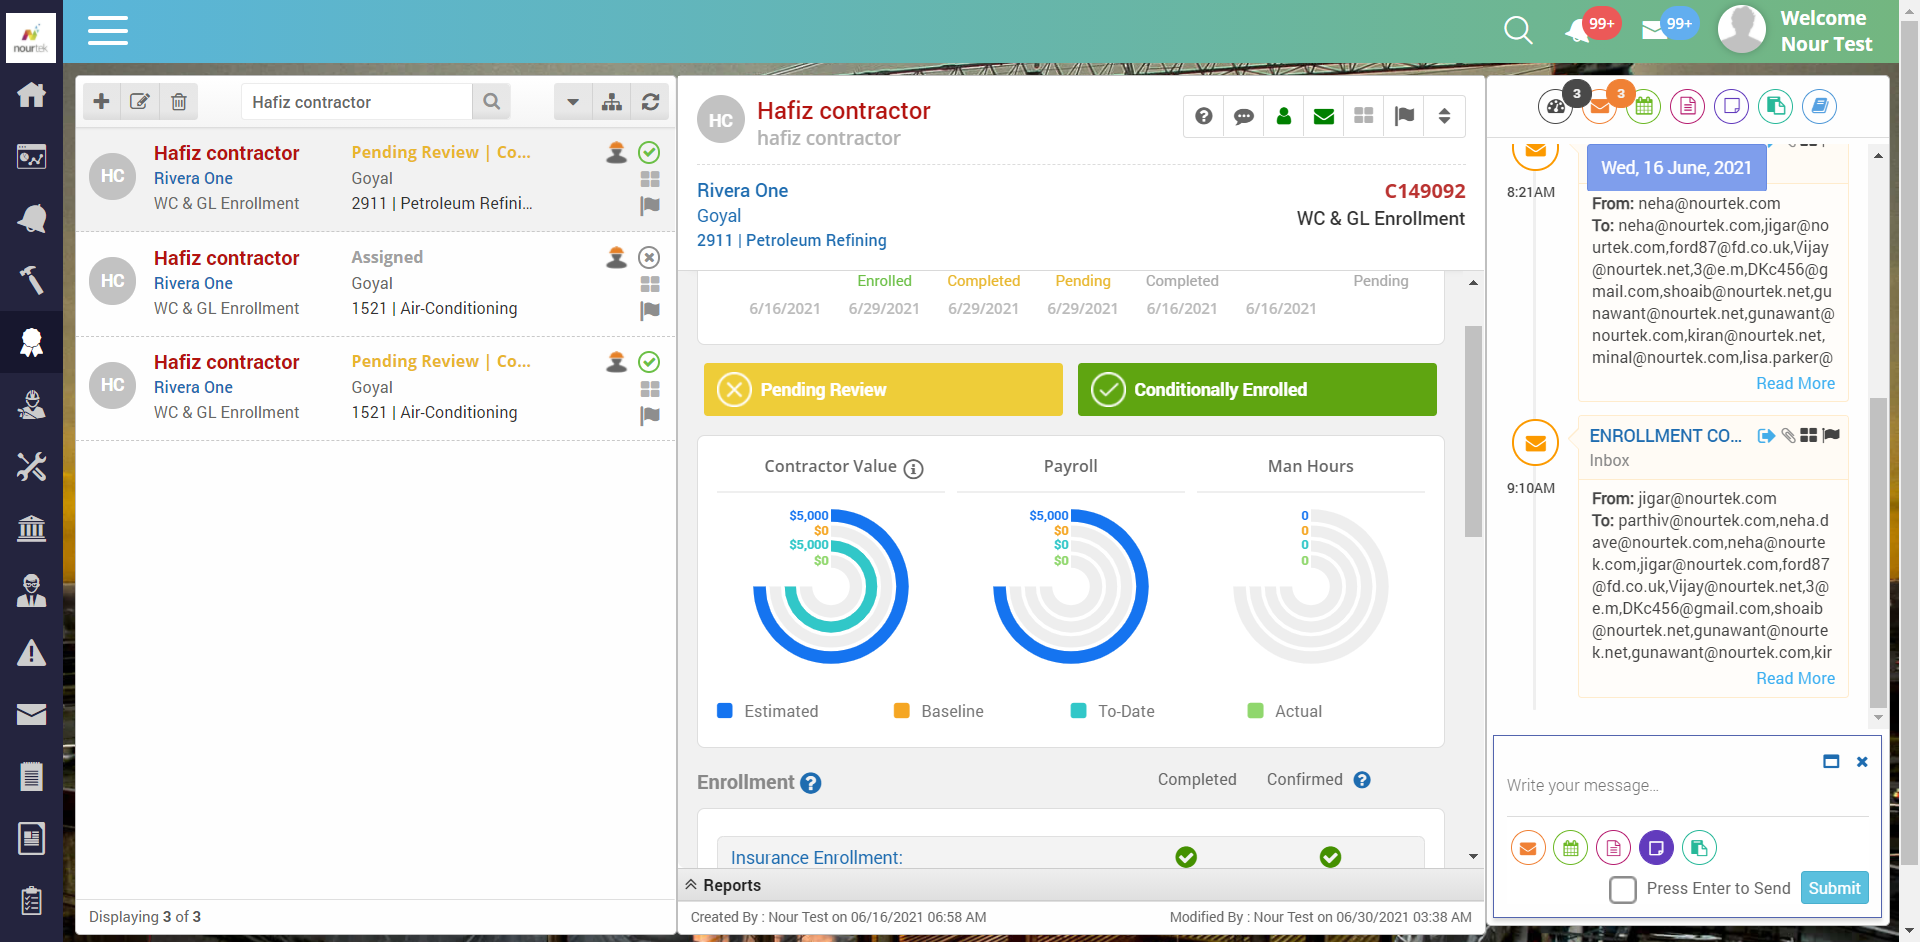 nourtek
99+
99+
Welcome
Nour Test
Hafiz contractor
HC
Hafiz contractor
Pending Review | Co...
Rivera One
Goyal
WC & GL Enrollment
2911 | Petroleum Refini...
HC
Hafiz contractor
Assigned
Rivera One
Goyal
WC & GL Enrollment
1521 | Air-Conditioning
HC
Hafiz contractor
Pending Review | Co...
Rivera One
Goyal
WC & GL Enrollment
1521 | Air-Conditioning
Displaying 3 of 3
HC
Hafiz contractor
hafiz contractor
Rivera One
C149092
Goyal
WC & GL Enrollment
2911 | Petroleum Refining
Enrolled Completed Pending Completed Pending
6/16/2021 6/29/2021 6/29/2021 6/29/2021 6/16/2021 6/16/2021
Pending Review
Conditionally Enrolled
Contractor Value
$5,000
$0
$5,000
$0
Payroll
$5,000
$0
$0
$0
Man Hours
0
0
0
0
Estimated Baseline To-Date Actual
Enrollment
Completed Confirmed
Insurance Enrollment:
Reports
Created By : Nour Test on 06/16/2021 06:58 AM
Modified By : Nour Test on 06/30/2021 03:38 AM
3
3
Wed, 16 June, 2021
8:21AM
From: neha@nourtek.com
To: neha@nourtek.com,jigar@no
urtek.com,ford87@fd.co.uk,Vijay
@nourtek.net,3@e.m,DKc456@g
mail.com,shoaib@nourtek.net,gu
nawant@nourtek.net,gunawant@
nourtek.com,kiran@nourtek.net,
minal@nourtek.com,lisa.parker@
Read More
ENROLLMENT CO...
Inbox
9:10AM
From: jigar@nourtek.com
To: parthiv@nourtek.com,neha.d
ave@nourtek.com,neha@nourte
k.com,jigar@nourtek.com,ford87
@fd.co.uk,Vijay@nourtek.net,3@
e.m,DKc456@gmail.com,shoaib
@nourtek.net,gunawant@nourte
k.net,gunawant@nourtek.com,kir
Read More
Write your message...
Press Enter to Send
Submit